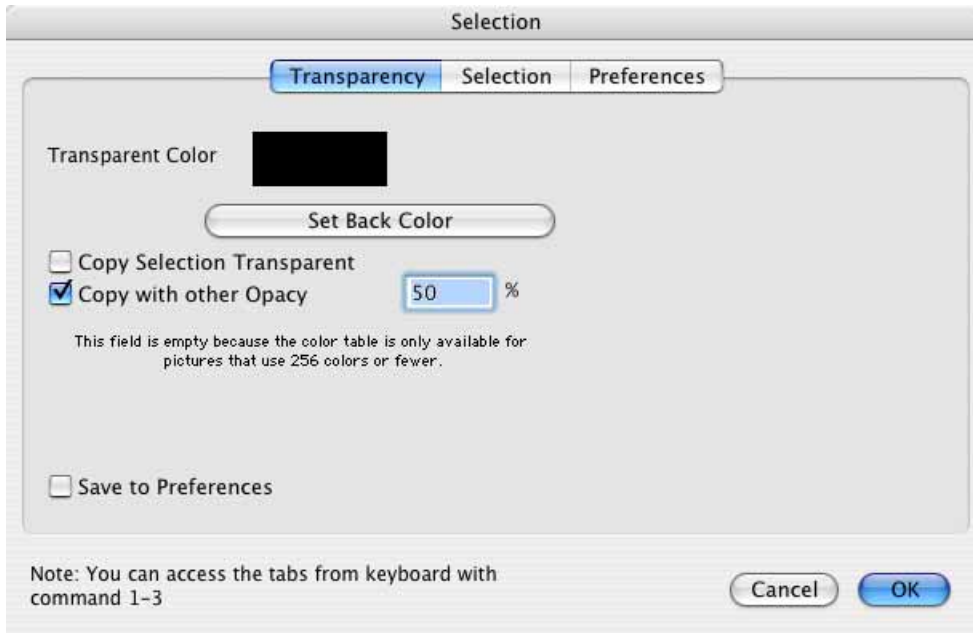 Selection
Transparency Selection Preferences
Transparent Color
Set Back Color
Copy Selection Transparent
Copy with other Opacy 50 %
This field is empty because the color table is only available for
pictures that use 256 colors or fewer.
Save to Preferences
Note: You can access the tabs from keyboard with
command 1-3
Cancel OK